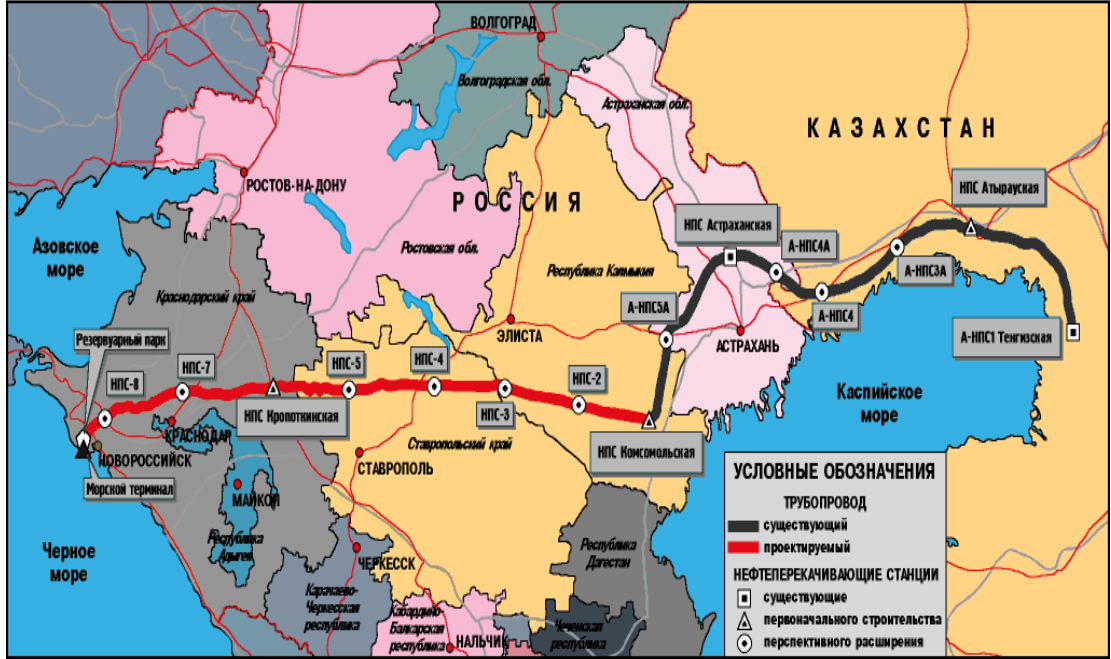 ВОЛГОГРАД
Волгоградская обл.
Астраханская обл.
КАЗАХСТАН
РОСТОВ-НА-ДОНУ
РОССИЯ
НПС Атырауская
НПС Астраханская
Азовское
море
Ростовская обл.
А-НПС4А
Республика Калмыкия
А-НПС3А
Краснодарский край
А-НПС5А
А-НПС4
Резервуарный парк
ЭЛИСТА
АСТРАХАНЬ
А-НПС1 Тенгизская
НПС-8
НПС-7
НПС-5
НПС-4
НПС-2
Каспийское
море
НПС Кропоткинская
НПС-3
КРАСНОДАР
Ставропольский край
НПС Комсомольская
НОВОРОССИЙСК
СТАВРОПОЛЬ
Морской терминал
МАЙКОП
Республика
Адыгея
Черное
море
ЧЕРКЕССК
Республика
Дагестан
Карачаево-
Черкесская
республика
Кабардино-
Балкарская
республика
НАЛЬЧИК
Чеченская
республика
УСЛОВНЫЕ ОБОЗНАЧЕНИЯ
ТРУБОПРОВОД
существующий
проектируемый
НЕФТЕПЕРЕКАЧИВАЮЩИЕ СТАНЦИИ
существующие
первоначального строительства
перспективного расширения